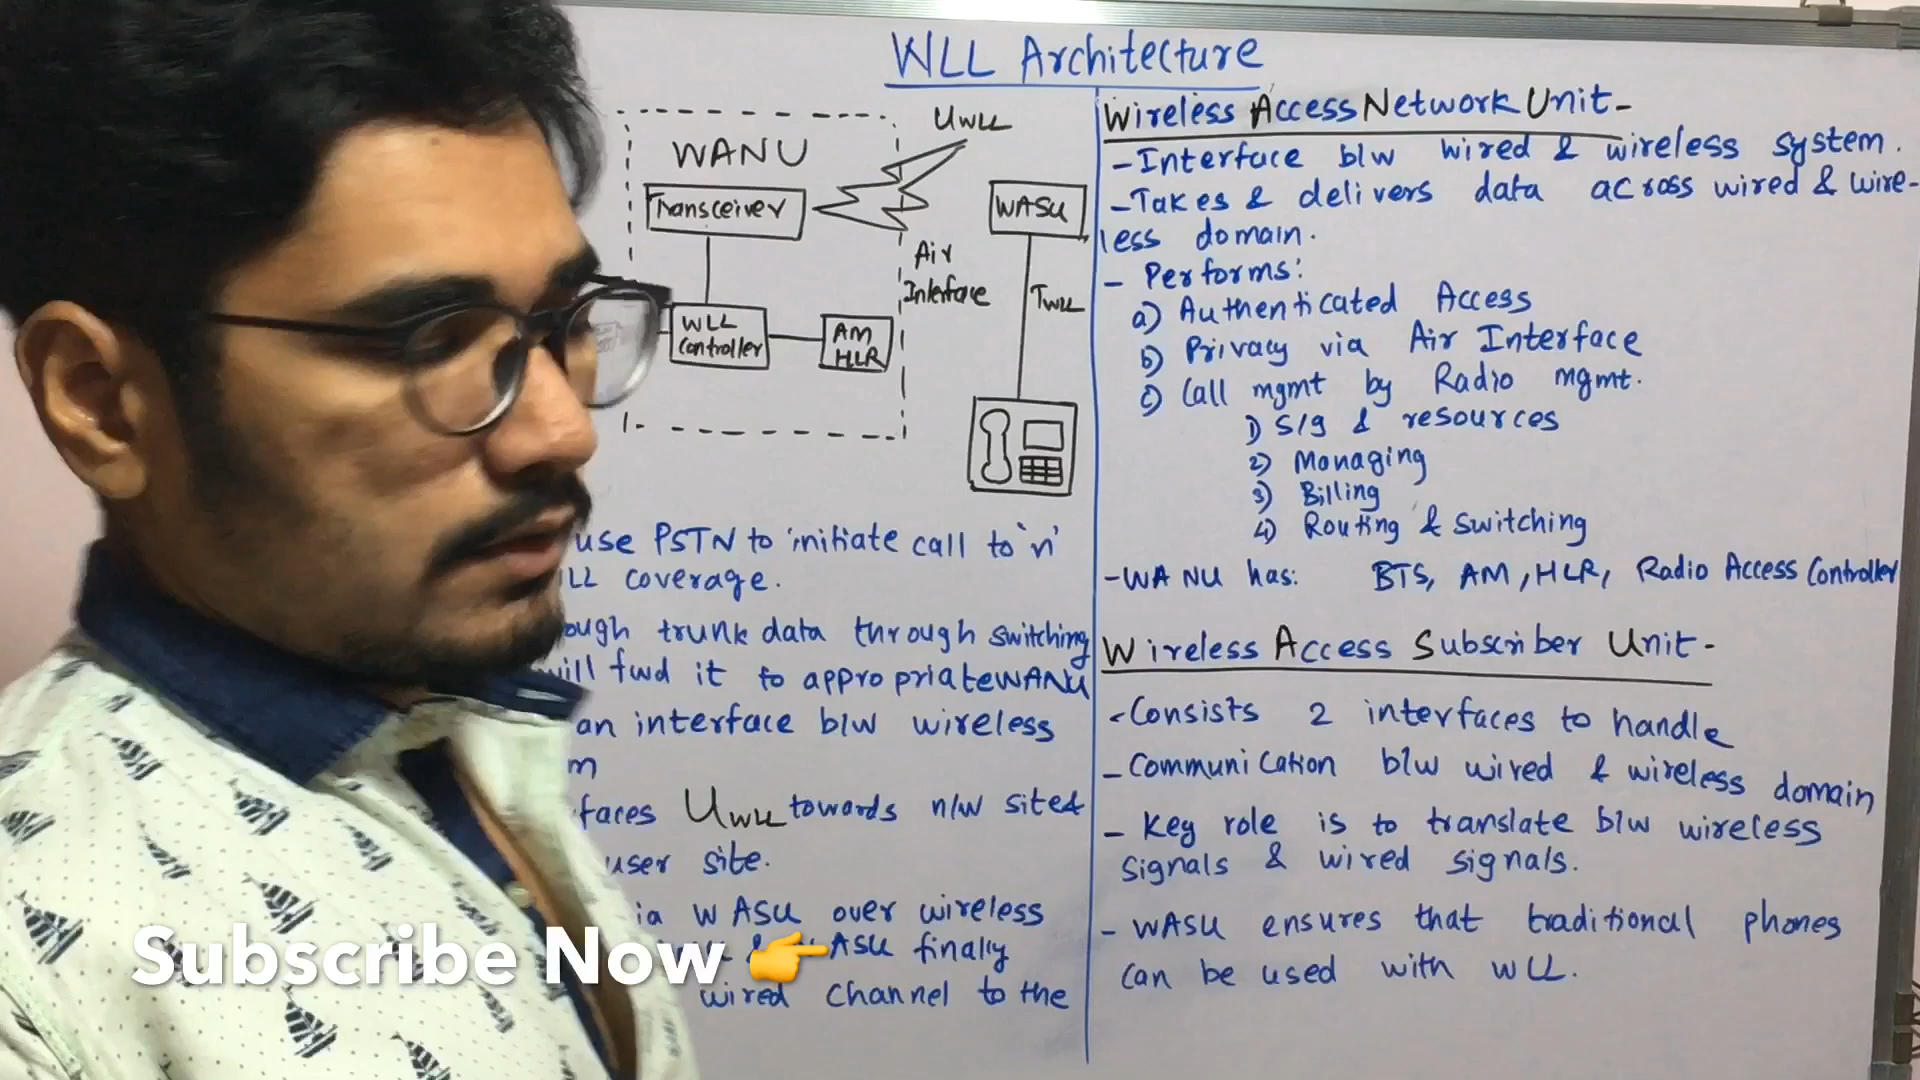 WLL Architecture
WANU
UWLL
Transceiver
WASU
Air
Interface
TWLL
WLL
Controller
AM
HLR
use PSTN to initiate call to 'n'
coverage.
trunk data through switching
fwd it to appropriate WANU
an interface b/w wireless
UWLL towards n/w site &
user site.
WASU over wireless
finally
wired channel to the
Wireless Access Network Unit-
- Interface b/w wired & wireless system.
- Takes & delivers data across wired & wire-
less domain.
- Performs:
a) Authenticated Access
b) Privacy via Air Interface
c) Call mgmt by Radio mgmt.
1) S/g & resources
2) Managing
3) Billing
4) Routing & switching
- WANU has: BTS, AM, HLR, Radio Access Controller
Wireless Access Subscriber Unit-
- Consists 2 interfaces to handle
- Communication b/w wired & wireless domain
- Key role is to translate b/w wireless
signals & wired signals.
- WASU ensures that traditional phones
can be used with WLL.
Subscribe Now